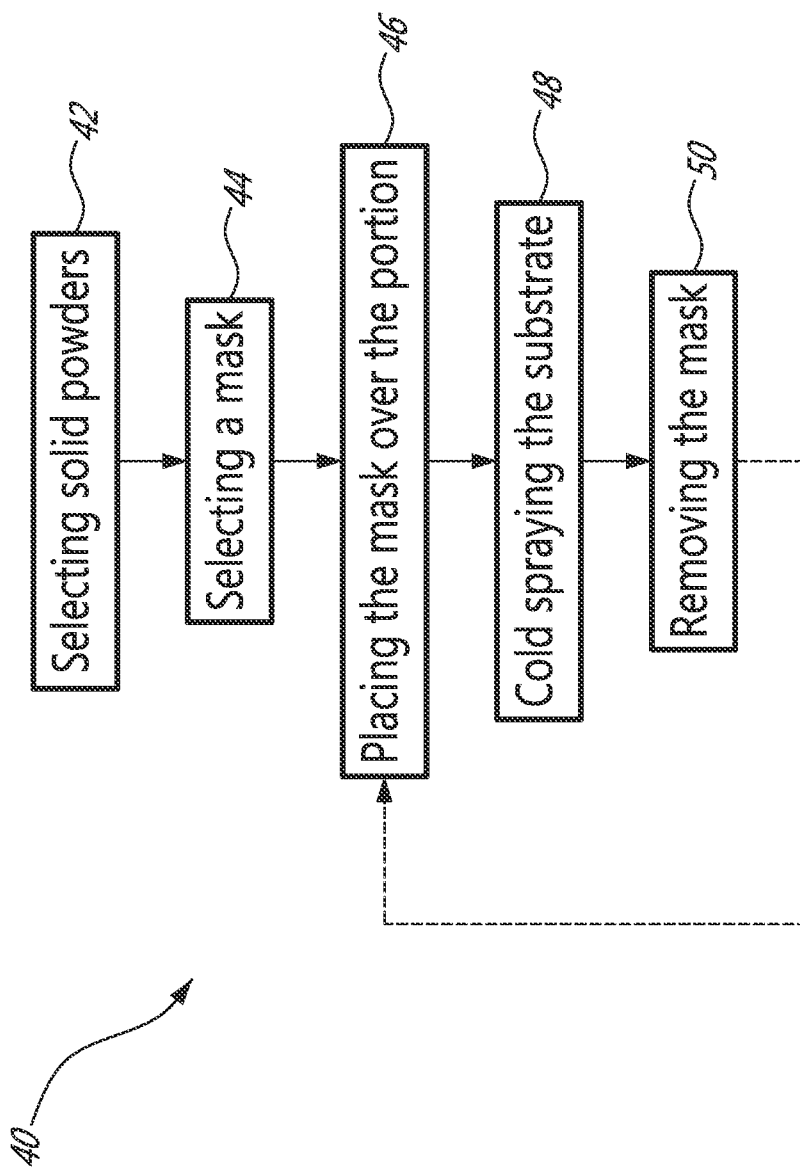 40
Selecting solid powders
42
Selecting a mask
44
Placing the mask over the portion
46
Cold spraying the substrate
48
Removing the mask
50